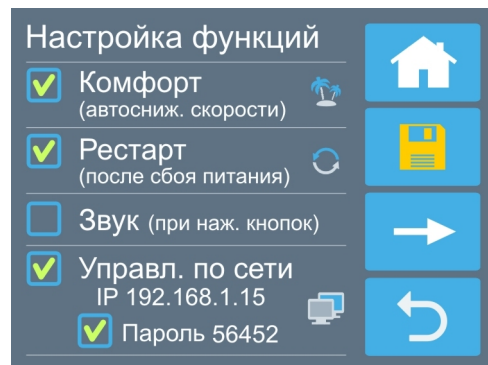 Настройка функций
Комфорт
(автосниж. скорости)
Рестарт
(после сбоя питания)
Звук (при наж. кнопок)
Управл. по сети
IP 192.168.1.15
Пароль 56452